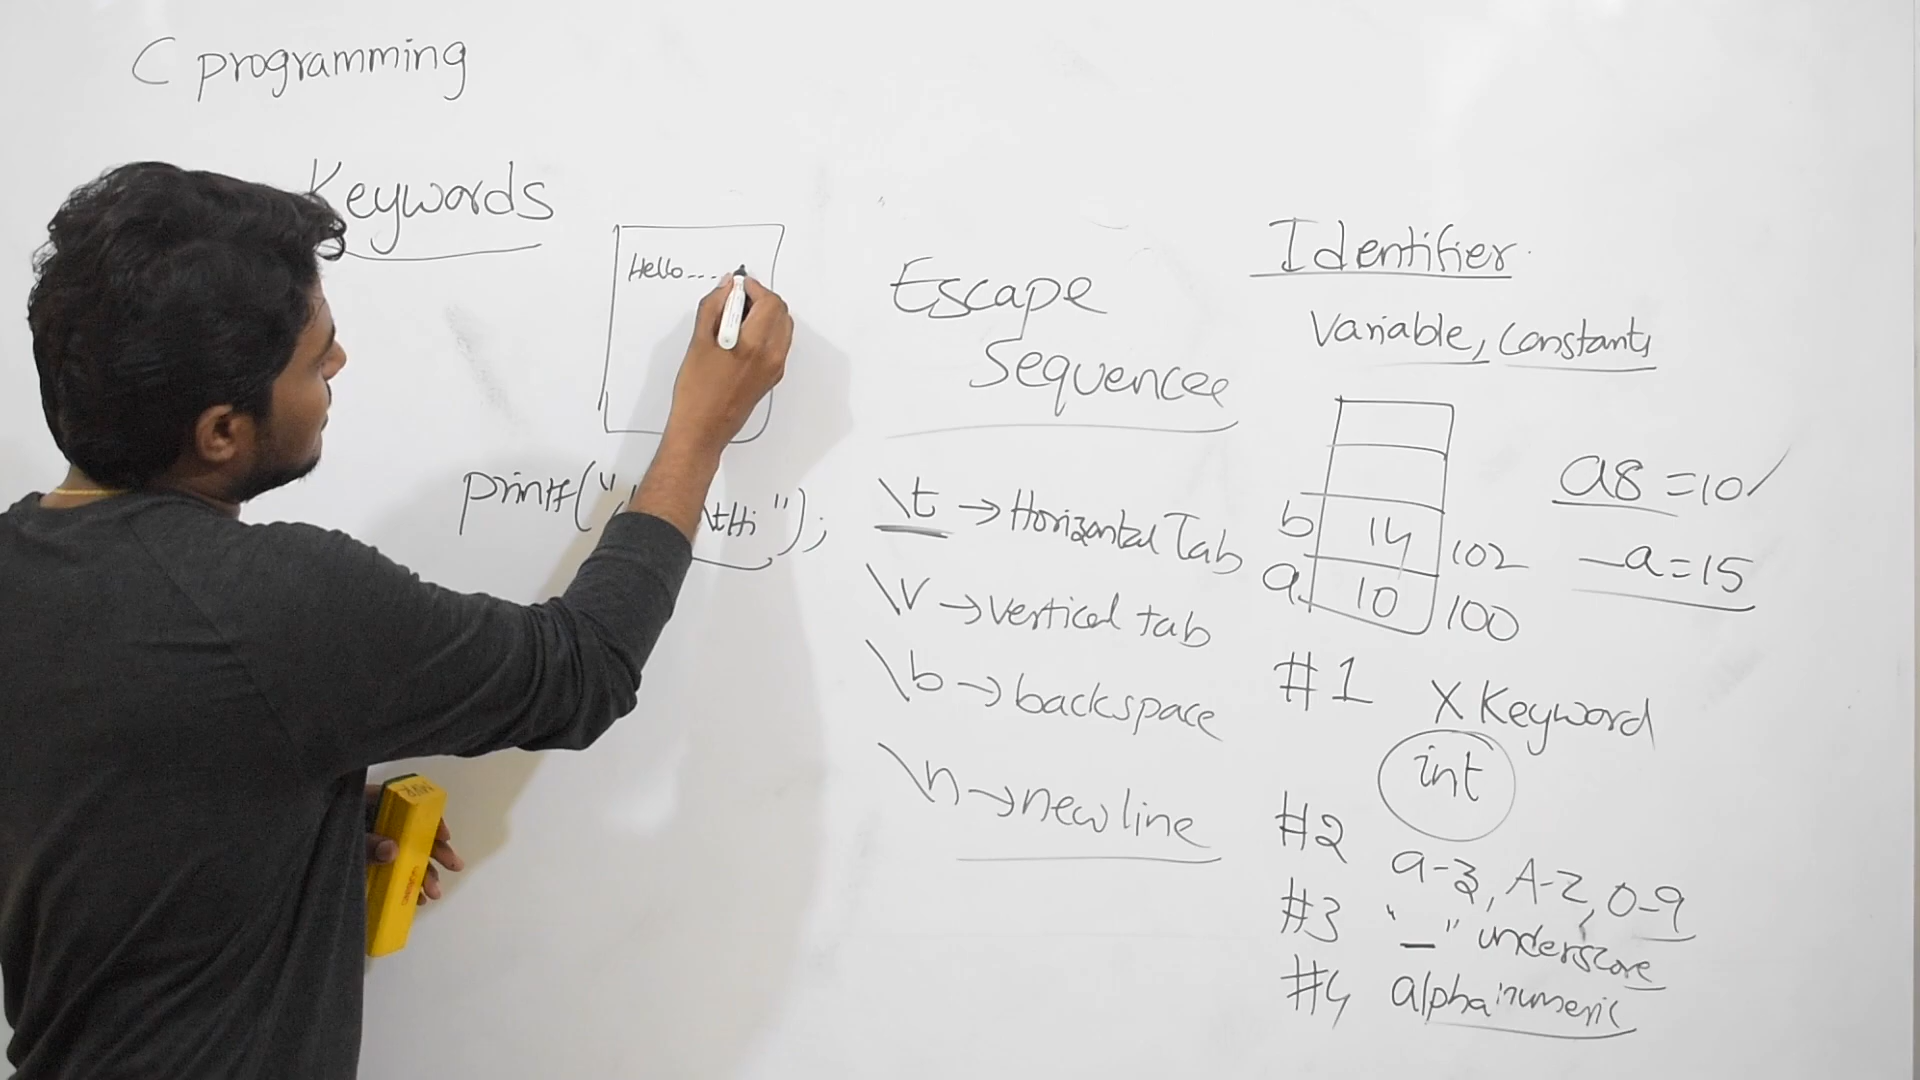 C programming
Keywords
Hello....
printf(" \tHi");
Escape
Sequencee
\t → Horizontal Tab
\v → vertical tab
\b → backspace
\n → new line
Identifier
Variable, Constants
b 14 102
a 10 100
a8 = 10
_a = 15
#1 X Keyword
int
#2 a-z, A-Z, 0-9
#3 "_" underscore
#4 alphanumeric